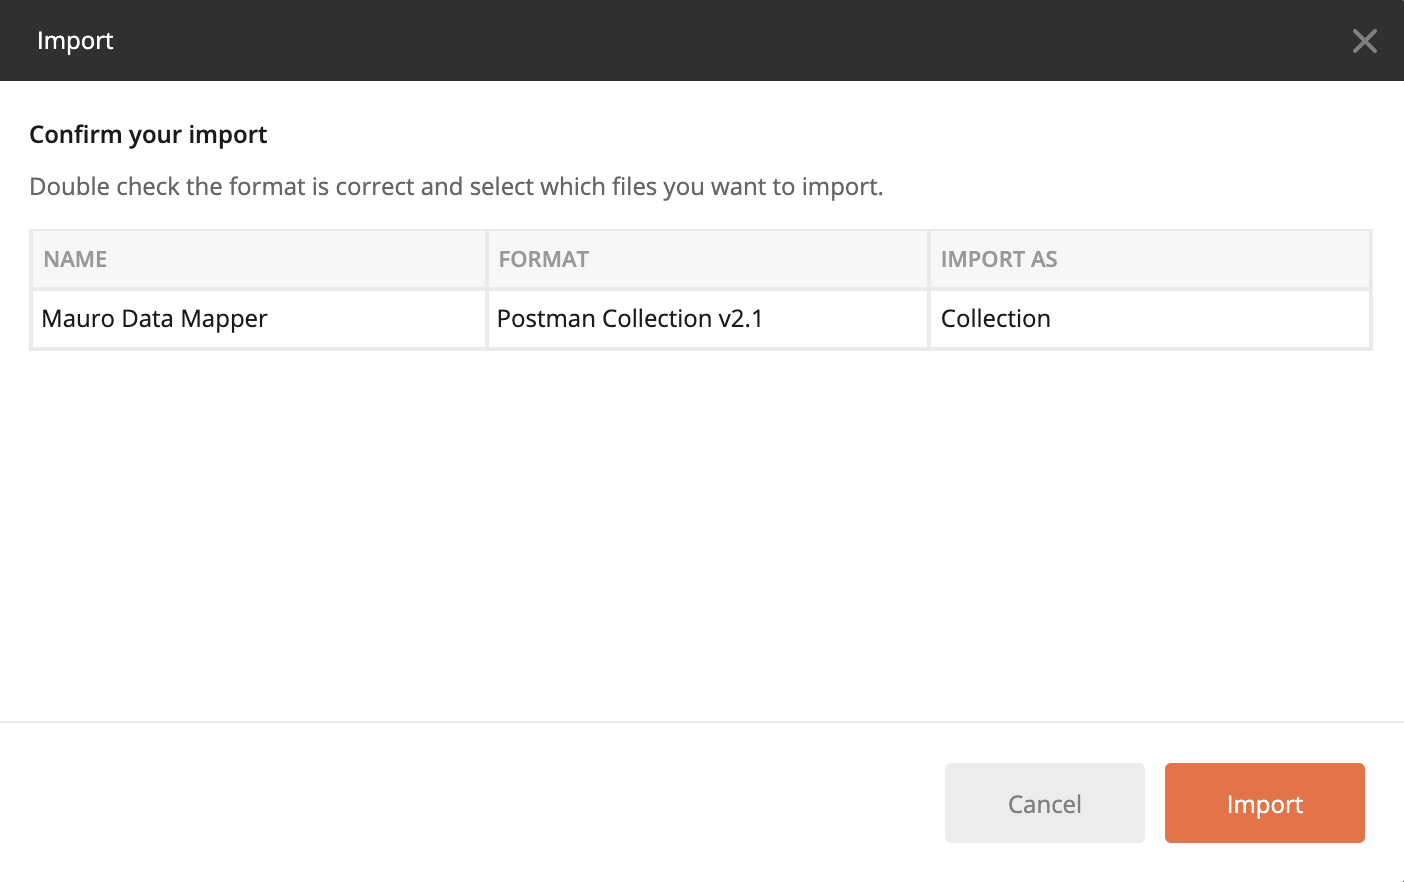 Import
Confirm your import
Double check the format is correct and select which files you want to import.
NAME FORMAT IMPORT AS
Mauro Data Mapper Postman Collection v2.1 Collection
Cancel Import